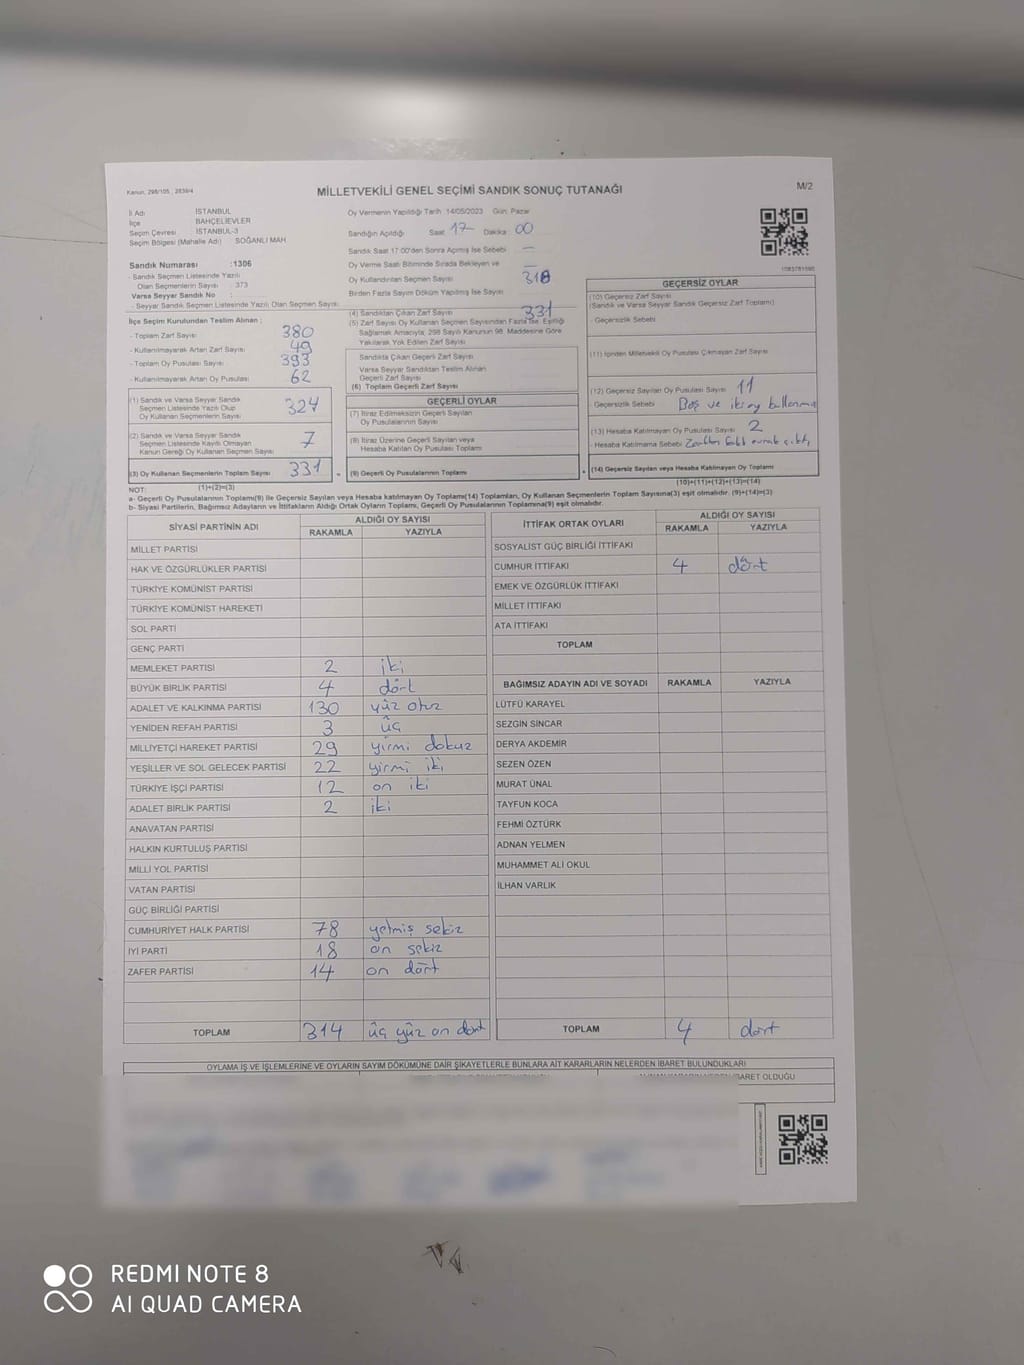 Kanun, 298/105 , 2839/4
MİLLETVEKİLİ GENEL SEÇİMİ SANDIK SONUÇ TUTANAĞI
M/2
İl Adı İSTANBUL
İlçe BAHÇELİEVLER
Seçim Çevresi İSTANBUL-3
Seçim Bölgesi (Mahalle Adı) SOĞANLI MAH
Sandık Numarası :1306
- Sandık Seçmen Listesinde Yazılı
Olan Seçmenlerin Sayısı : 373
Varsa Seyyar Sandık No :
- Seyyar Sandık Seçmen Listesinde Yazılı Olan Seçmen Sayısı:
Oy Vermenin Yapıldığı Tarih :14/05/2023 Gün: Pazar
Sandığın Açıldığı Saat 17 Dakika 00
Sandık Saat 17:00'den Sonra Açılmış İse Sebebi —
Oy Verme Saati Bitiminde Sırada Bekleyen ve —
Oy Kullandırılan Seçmen Sayısı
Birden Fazla Sayım Döküm Yapılmış İse Sayısı 318
İlçe Seçim Kurulundan Teslim Alınan ;
- Toplam Zarf Sayısı 380
- Kullanılmayarak Artan Zarf Sayısı 49
- Toplam Oy Pusulası Sayısı 393
- Kullanılmayarak Artan Oy Pusulası 62
(1) Sandık ve Varsa Seyyar Sandık
Seçmen Listesinde Yazılı Olup
Oy Kullanan Seçmenlerin Sayısı 324
(2) Sandık ve Varsa Seyyar Sandık
Seçmen Listesinde Kayıtlı Olmayan
Kanun Gereği Oy Kullanan Seçmen Sayısı 7
(3) Oy Kullanan Seçmenlerin Toplam Sayısı 331
(1)+(2)=(3)
(4) Sandıktan Çıkan Zarf Sayısı 331
(5) Zarf Sayısı Oy Kullanan Seçmen Sayısından Fazla İse, Eşitliği
Sağlamak Amacıyla, 298 Sayılı Kanunun 98. Maddesine Göre
Yakılarak Yok Edilen Zarf Sayısı
Sandıkta Çıkan Geçerli Zarf Sayısı
Varsa Seyyar Sandıktan Teslim Alınan
Geçerli Zarf Sayısı
(6) Toplam Geçerli Zarf Sayısı
GEÇERLİ OYLAR
(7) İtiraz Edilmeksizin Geçerli Sayılan
Oy Pusulasının Sayısı
(8) İtiraz Üzerine Geçerli Sayılan veya
Hesaba Katılan Oy Pusulası Toplamı
(9) Geçerli Oy Pusulalarının Toplamı
1083781590
GEÇERSİZ OYLAR
(10) Geçersiz Zarf Sayısı
(Sandık ve Varsa Seyyar Sandık Geçersiz Zarf Toplamı)
- Geçersizlik Sebebi
(11) İçinden Milletvekili Oy Pusulası Çıkmayan Zarf Sayısı
(12) Geçersiz Sayılan Oy Pusulası Sayısı 11
Geçersizlik Sebebi Boş ve iki oy kullanma
(13) Hesaba Katılmayan Oy Pusulası Sayısı 2
Hesaba Katılmama Sebebi
(14) Geçersiz Sayılan veya Hesaba Katılmayan Oy Toplamı
(10)+(11)+(12)+(13)=(14)
NOT:
a- Geçerli Oy Pusulalarının Toplamı(9) ile Geçersiz Sayılan veya Hesaba katılmayan Oy Toplamı(14) Toplamları, Oy Kullanan Seçmenlerin Toplam Sayısına(3) eşit olmalıdır. (9)+(14)=(3)
b- Siyasi Partilerin, Bağımsız Adayların ve İttifakların Aldığı Ortak Oyların Toplamı, Geçerli Oy Pusulalarının Toplamına(9) eşit olmalıdır.
SİYASİ PARTİNİN ADI ALDIĞI OY SAYISI
RAKAMLA YAZIYLA
MİLLET PARTİSİ
HAK VE ÖZGÜRLÜKLER PARTİSİ
TÜRKİYE KOMÜNİST PARTİSİ
TÜRKİYE KOMÜNİST HAREKETİ
SOL PARTİ
GENÇ PARTİ
MEMLEKET PARTİSİ 2 iki
BÜYÜK BİRLİK PARTİSİ 4 dört
ADALET VE KALKINMA PARTİSİ 130 yüz otuz
YENİDEN REFAH PARTİSİ 3 üç
MİLLİYETÇİ HAREKET PARTİSİ 29 yirmi dokuz
YEŞİLLER VE SOL GELECEK PARTİSİ 22 yirmi iki
TÜRKİYE İŞÇİ PARTİSİ 12 on iki
ADALET BİRLİK PARTİSİ 2 iki
ANAVATAN PARTİSİ
HALKIN KURTULUŞ PARTİSİ
MİLLİ YOL PARTİSİ
VATAN PARTİSİ
GÜÇ BİRLİĞİ PARTİSİ
CUMHURİYET HALK PARTİSİ 78 yetmiş sekiz
İYİ PARTİ 18 on sekiz
ZAFER PARTİSİ 14 on dört
TOPLAM 314 üç yüz on dört
İTTİFAK ORTAK OYLARI ALDIĞI OY SAYISI
RAKAMLA YAZIYLA
SOSYALİST GÜÇ BİRLİĞİ İTTİFAKI
CUMHUR İTTİFAKI 4 dört
EMEK VE ÖZGÜRLÜK İTTİFAKI
MİLLET İTTİFAKI
ATA İTTİFAKI
TOPLAM
BAĞIMSIZ ADAYIN ADI VE SOYADI RAKAMLA YAZIYLA
LÜTFÜ KARAYEL
SEZGİN SİNCAR
DERYA AKDEMİR
SEZEN ÖZEN
MURAT ÜNAL
TAYFUN KOCA
FEHMİ ÖZTÜRK
ADNAN YELMEN
MUHAMMET ALİ OKUL
İLHAN VARLIK
TOPLAM 4 dört
OYLAMA İŞ VE İŞLEMLERİNE VE OYLARIN SAYIM DÖKÜMÜNE DAİR ŞİKAYETLERLE BUNLARA AİT KARARLARIN NELERDEN İBARET BULUNDUKLARI
İBARET OLDUĞU
REDMI NOTE 8
AI QUAD CAMERA